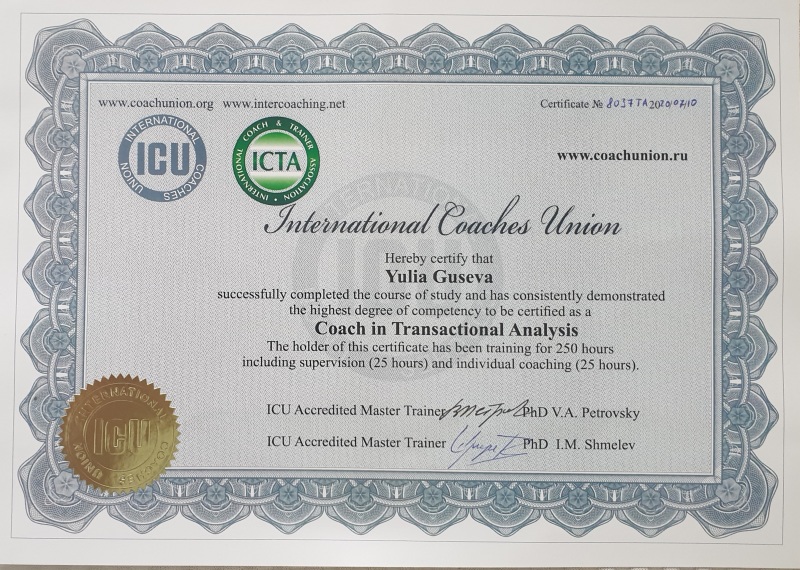 www.coachunion.org www.intercoaching.net
Certificate № 8037TA2020/07/10
INTERNATIONAL COACHES UNION
ICU
INTERNATIONAL COACH & TRAINER ASSOCIATION
ICTA
www.coachunion.ru
International Coaches Union
Hereby certify that
Yulia Guseva
successfully completed the course of study and has consistently demonstrated
the highest degree of competency to be certified as a
Coach in Transactional Analysis
The holder of this certificate has been training for 250 hours
including supervision (25 hours) and individual coaching (25 hours).
ICU Accredited Master Trainer PhD V.A. Petrovsky
ICU Accredited Master Trainer PhD I.M. Shmelev
INTERNATIONAL COACHES UNION
ICU